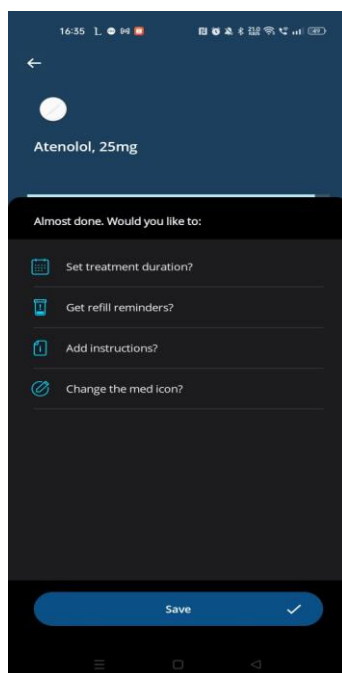 16:35
Atenolol, 25mg
Almost done. Would you like to:
Set treatment duration?
Get refill reminders?
Add instructions?
Change the med icon?
Save